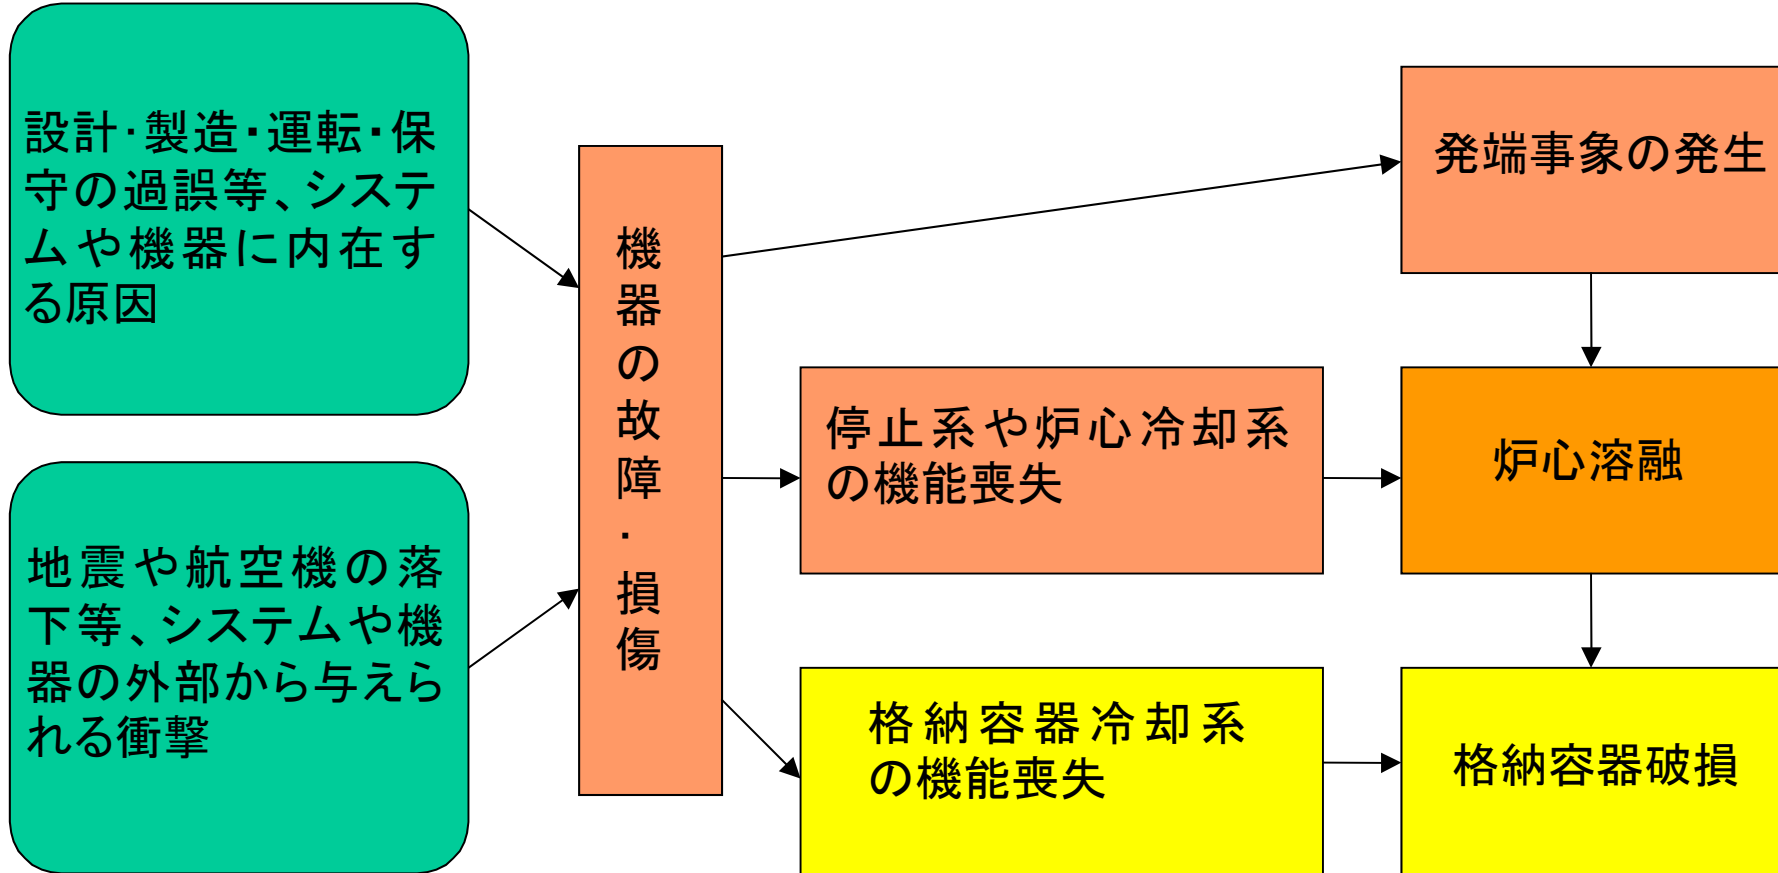 設計・製造・運転・保
守の過誤等、システ
ムや機器に内在す
る原因
地震や航空機の落
下等、システムや機
器の外部から与えら
れる衝撃
機器の故障・損傷
発端事象の発生
停止系や炉心冷却系
の機能喪失
炉心溶融
格納容器冷却系
の機能喪失
格納容器破損